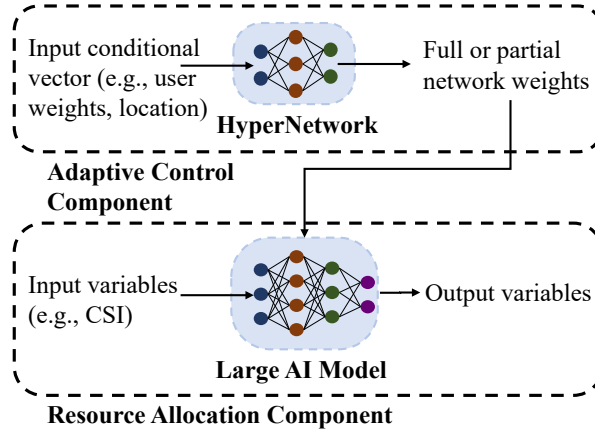 Input conditional
vector (e.g., user
weights, location)
HyperNetwork
Full or partial
network weights
Adaptive Control
Component
Input variables
(e.g., CSI)
Large AI Model
Output variables
Resource Allocation Component